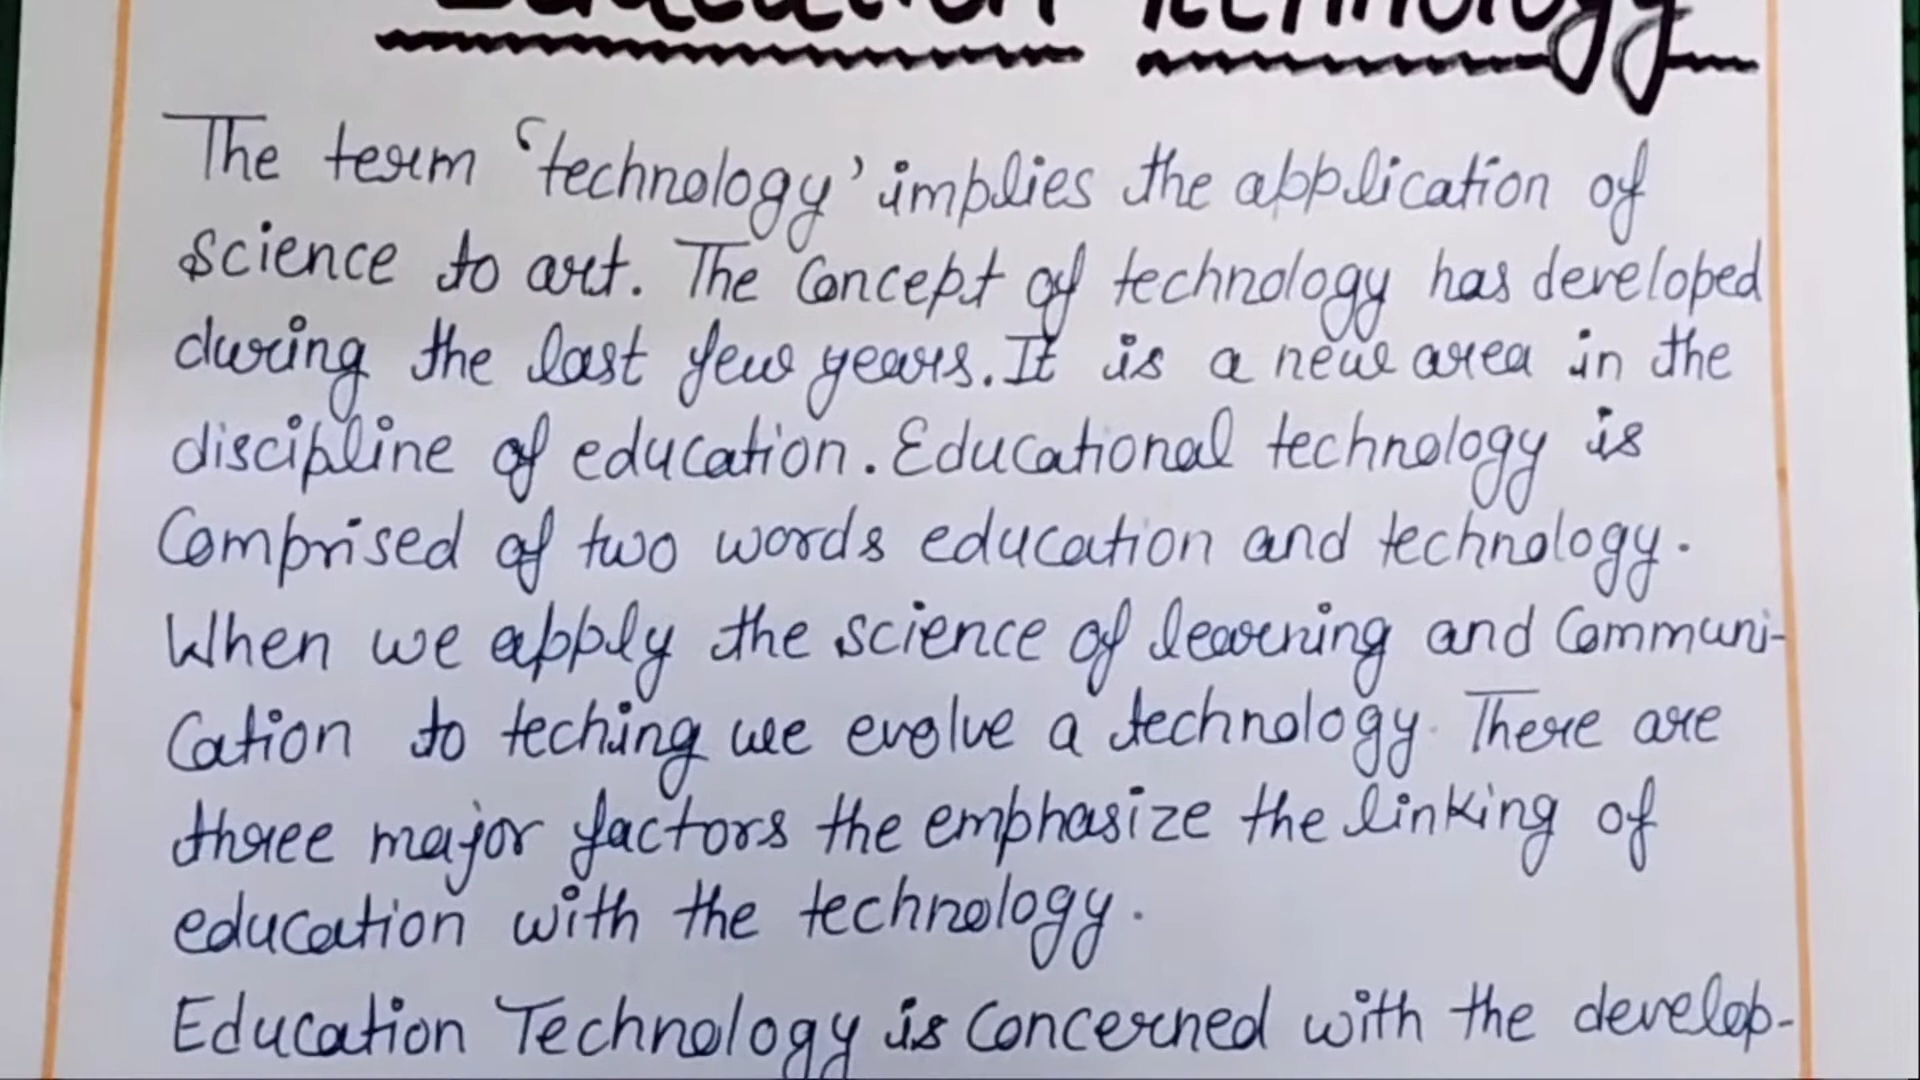 Education Technology
The term ‘technology’ implies the application of
science to art. The Concept of technology has developed
during the last few years. It is a new area in the
discipline of education. Educational technology is
Comprised of two words education and technology.
When we apply the science of learning and Communi-
Cation to teching we evolve a technology. There are
three major factors the emphasize the linking of
education with the technology.
Education Technology is Concerned with the develop-